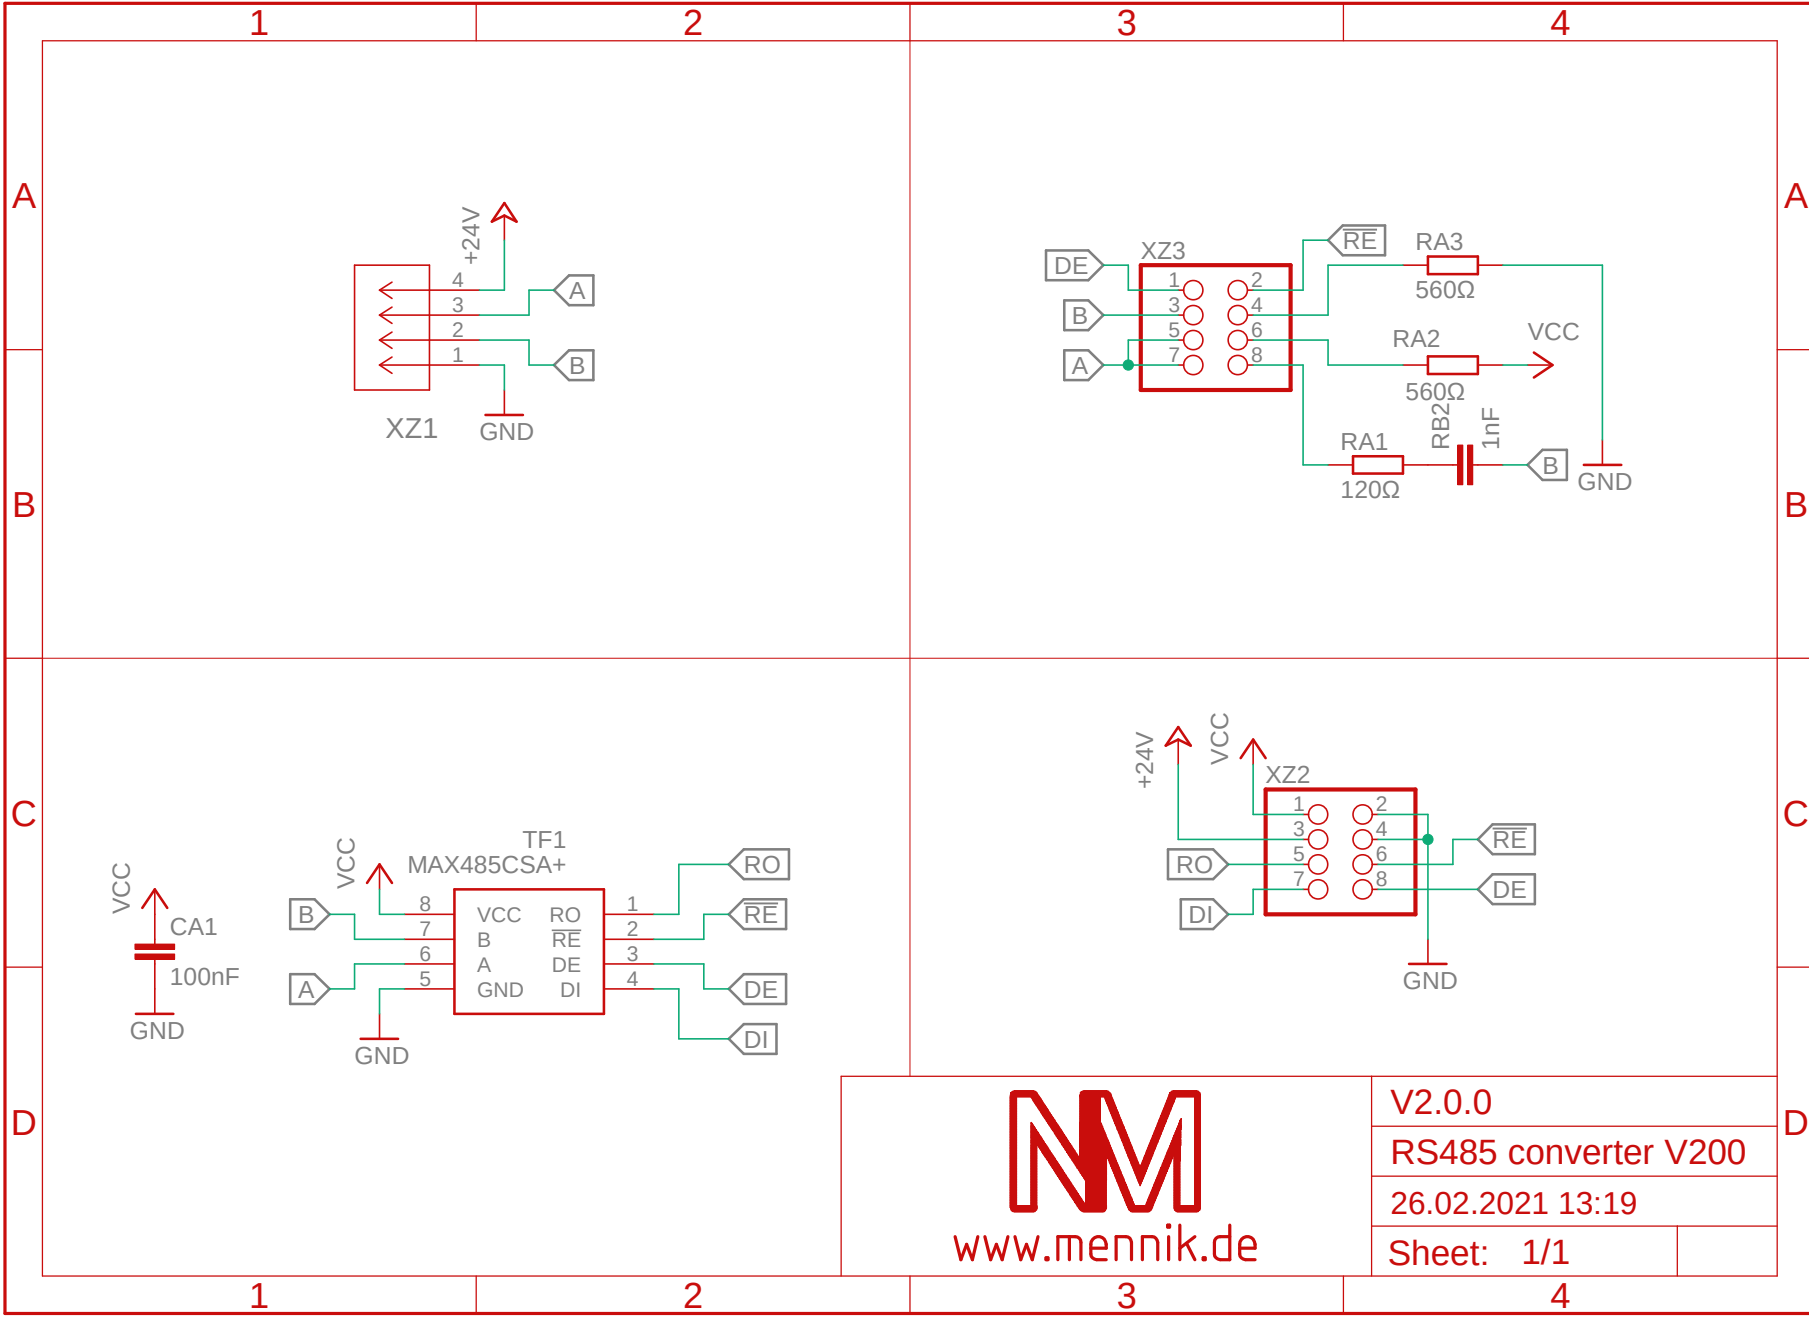 1 2 3 4
A A
+24V
4
3
2
1
A
B
XZ1
GND
XZ3
DE
B
A
1 2
3 4
5 6
7 8
RE
RA3
560Ω
RA2
560Ω
VCC
RA1
120Ω
RB2
1nF
B
GND
B B
C C
VCC
CA1
100nF
GND
TF1
MAX485CSA+
VCC
B
A
GND
8 VCC RO 1
7 B RE 2
6 A DE 3
5 GND DI 4
RO
RE
DE
DI
+24V
VCC
XZ2
1 2
3 4
5 6
7 8
RO
DI
RE
DE
GND
D D
www.mennik.de
V2.0.0
RS485 converter V200
26.02.2021 13:19
Sheet: 1/1
1 2 3 4